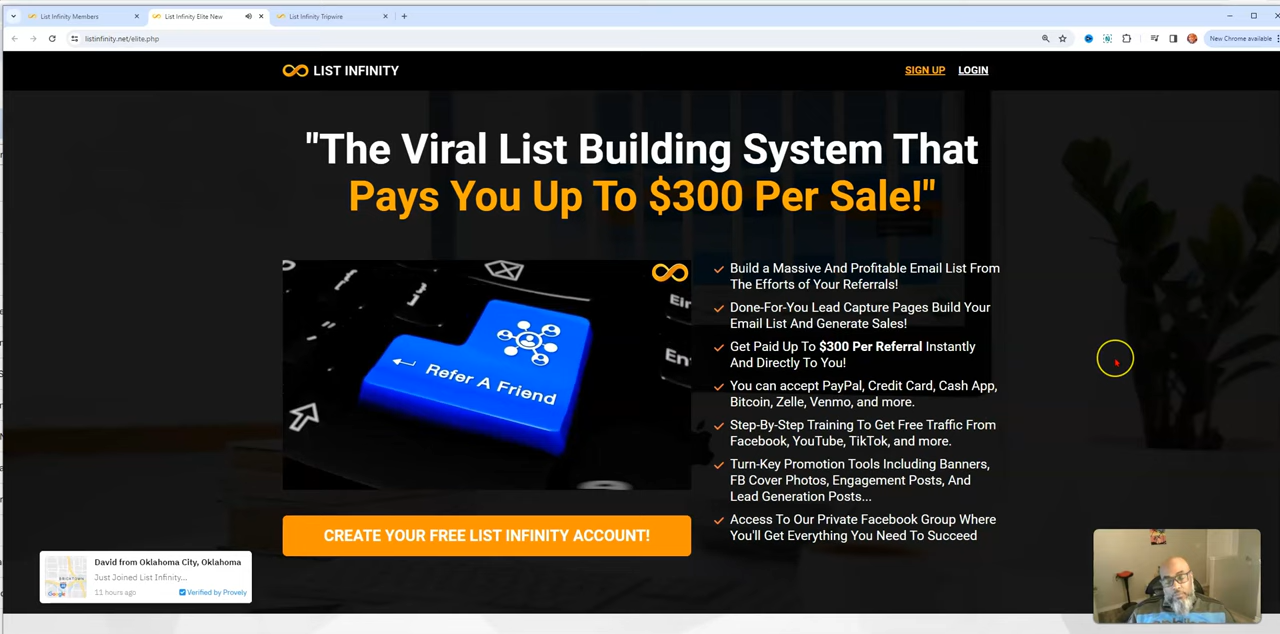 List Infinity Members
List Infinity Elite New
List Infinity Tripwire
listinfinity.net/elite.php
New Chrome available
LIST INFINITY
SIGN UP
LOGIN
"The Viral List Building System That
Pays You Up To $300 Per Sale!"
Refer A Friend
Ein
En
Build a Massive And Profitable Email List From
The Efforts of Your Referrals!
Done-For-You Lead Capture Pages Build Your
Email List And Generate Sales!
Get Paid Up To $300 Per Referral Instantly
And Directly To You!
You can accept PayPal, Credit Card, Cash App,
Bitcoin, Zelle, Venmo, and more.
Step-By-Step Training To Get Free Traffic From
Facebook, YouTube, TikTok, and more.
Turn-Key Promotion Tools Including Banners,
FB Cover Photos, Engagement Posts, And
Lead Generation Posts...
Access To Our Private Facebook Group Where
You'll Get Everything You Need To Succeed
CREATE YOUR FREE LIST INFINITY ACCOUNT!
David from Oklahoma City, Oklahoma
Just Joined List Infinity...
11 hours ago
Verified by Provely
Google